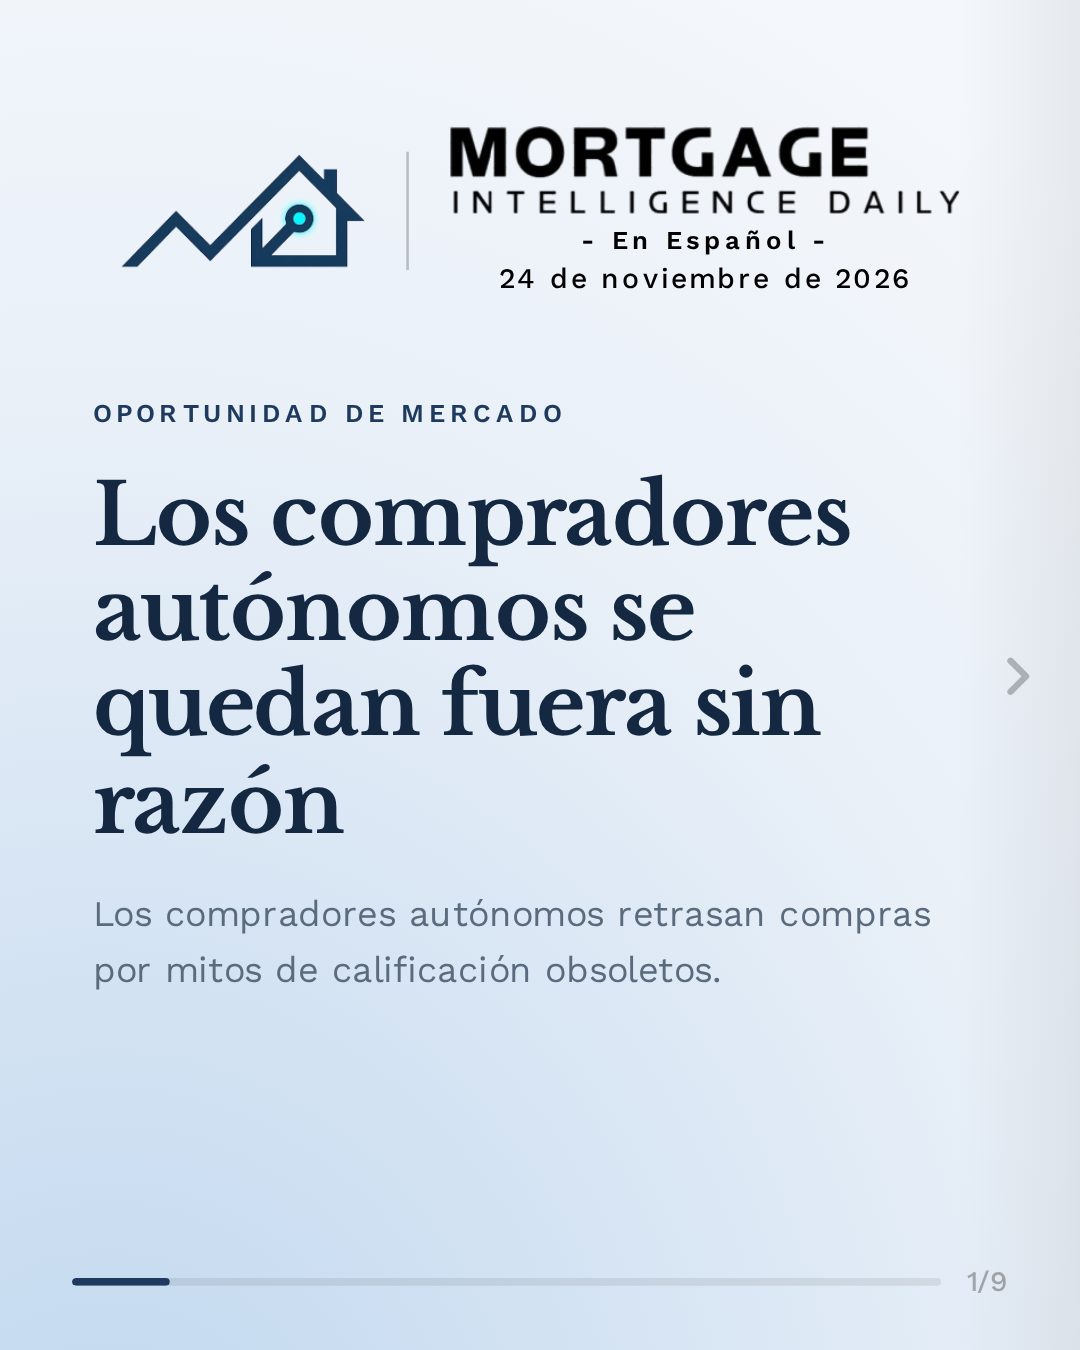 MORTGAGE
INTELLIGENCE DAILY
- En Español -
24 de noviembre de 2026
OPORTUNIDAD DE MERCADO
Los compradores
autónomos se
quedan fuera sin
razón
Los compradores autónomos retrasan compras
por mitos de calificación obsoletos.
1/9